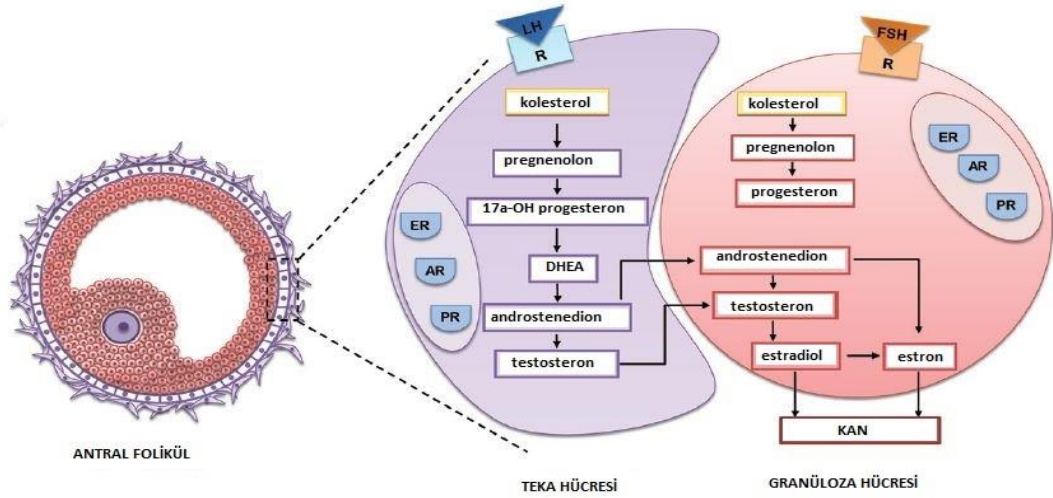 LH
R
kolesterol
pregnenolon
17a-OH progesteron
DHEA
androstenedion
testosteron
ER
AR
PR
FSH
R
kolesterol
pregnenolon
progesteron
ER
AR
PR
androstenedion
testosteron
estradiol
estron
KAN
ANTRAL FOLİKÜL
TEKA HÜCRESİ
GRANÜLOZA HÜCRESİ